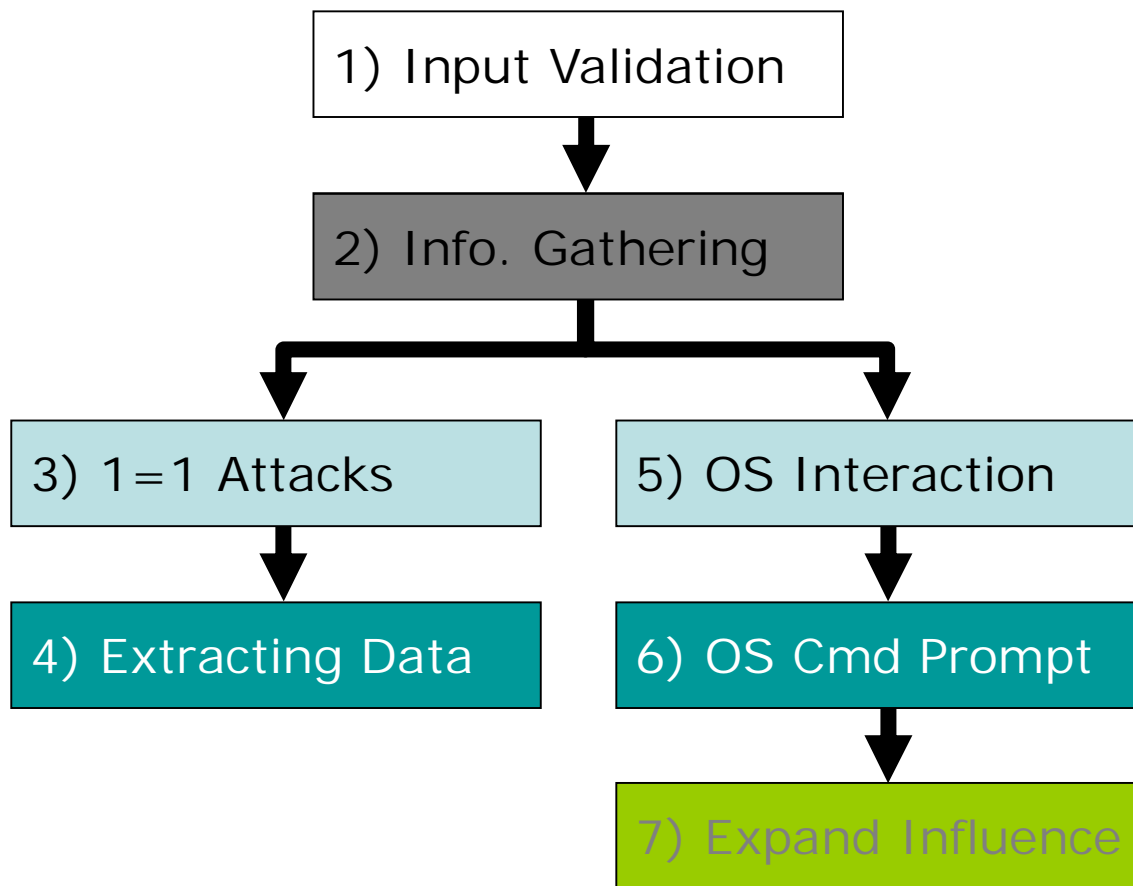 1) Input Validation
2) Info. Gathering
3) 1=1 Attacks
5) OS Interaction
4) Extracting Data
6) OS Cmd Prompt
7) Expand Influence